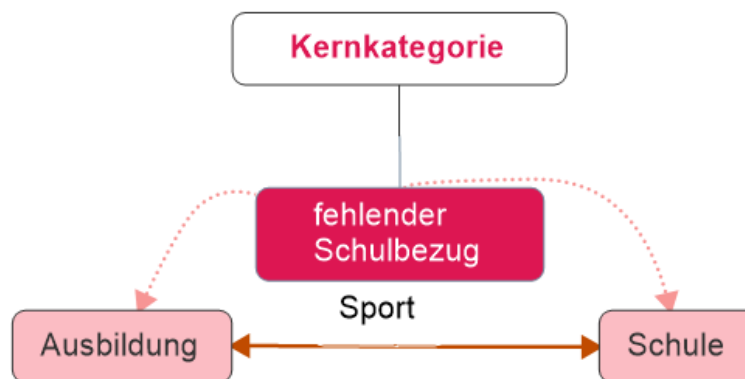 Kernkategorie
fehlender
Schulbezug
Sport
Ausbildung
Schule